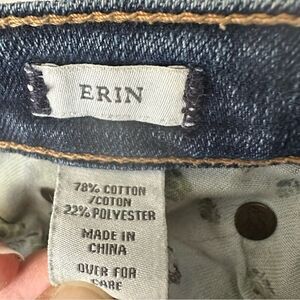 ERIN
78% COTTON
/COTON
22% POLYESTER
MADE IN
CHINA
OVER FOR
CARE